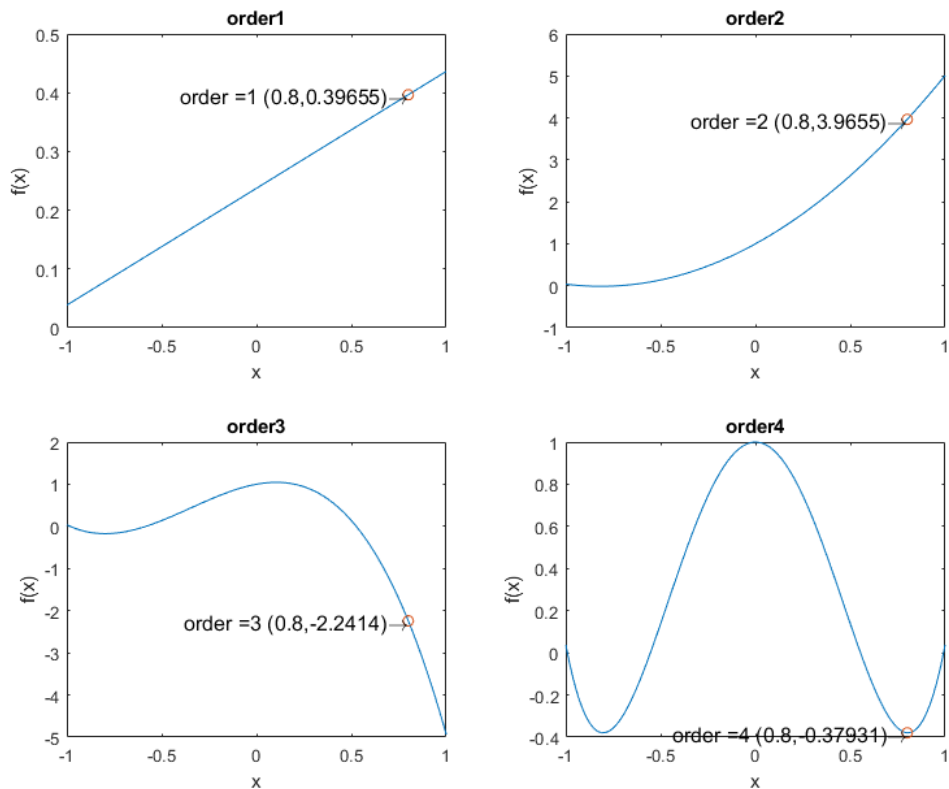 order1
0.5
0.4
0.3
0.2
0.1
0
f(x)
order =1 (0.8,0.39655)
-1 -0.5 0 0.5 1
x
order2
6
5
4
3
2
1
0
-1
f(x)
order =2 (0.8,3.9655)
-1 -0.5 0 0.5 1
x
order3
2
1
0
-1
-2
-3
-4
-5
f(x)
order =3 (0.8,-2.2414)
-1 -0.5 0 0.5 1
x
order4
1
0.8
0.6
0.4
0.2
0
-0.2
-0.4
f(x)
order =4 (0.8,-0.37931)
-1 -0.5 0 0.5 1
x